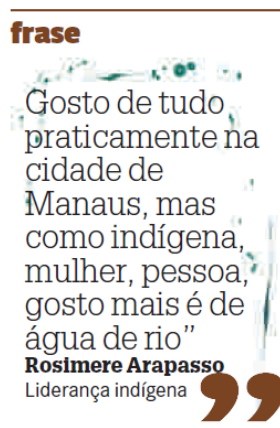 frase
Gosto de tudo
praticamente na
cidade de
Manaus, mas
como indígena,
mulher, pessoa,
gosto mais é de
água de rio”
Rosimere Arapasso
Liderança indígena
”